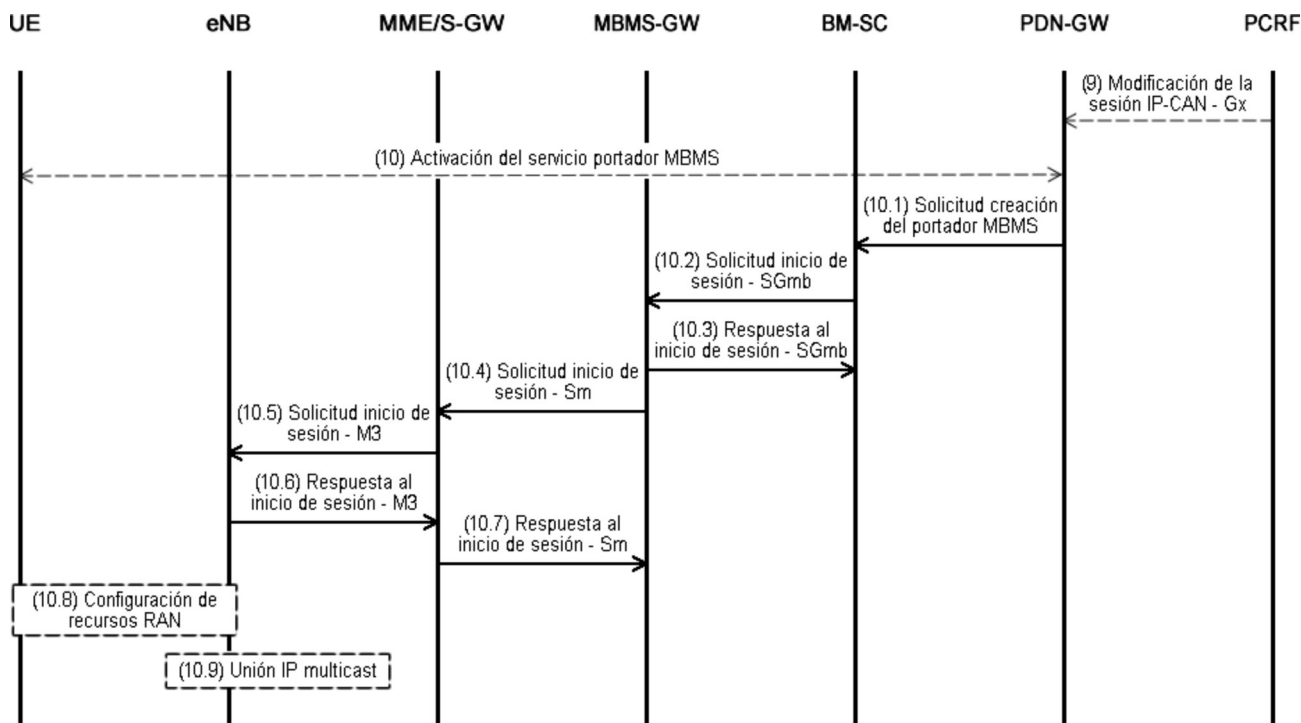 UE eNB MME/S-GW MBMS-GW BM-SC PDN-GW PCRF
(9) Modificación de la
sesión IP-CAN - Gx
(10) Activación del servicio portador MBMS
(10.1) Solicitud creación
del portador MBMS
(10.2) Solicitud inicio de
sesión - SGmb
(10.3) Respuesta al
inicio de sesión - SGmb
(10.4) Solicitud inicio de
sesión - Sm
(10.5) Solicitud inicio de
sesión - M3
(10.6) Respuesta al
inicio de sesión - M3
(10.7) Respuesta al
inicio de sesión - Sm
(10.8) Configuración de
recursos RAN
(10.9) Unión IP multicast